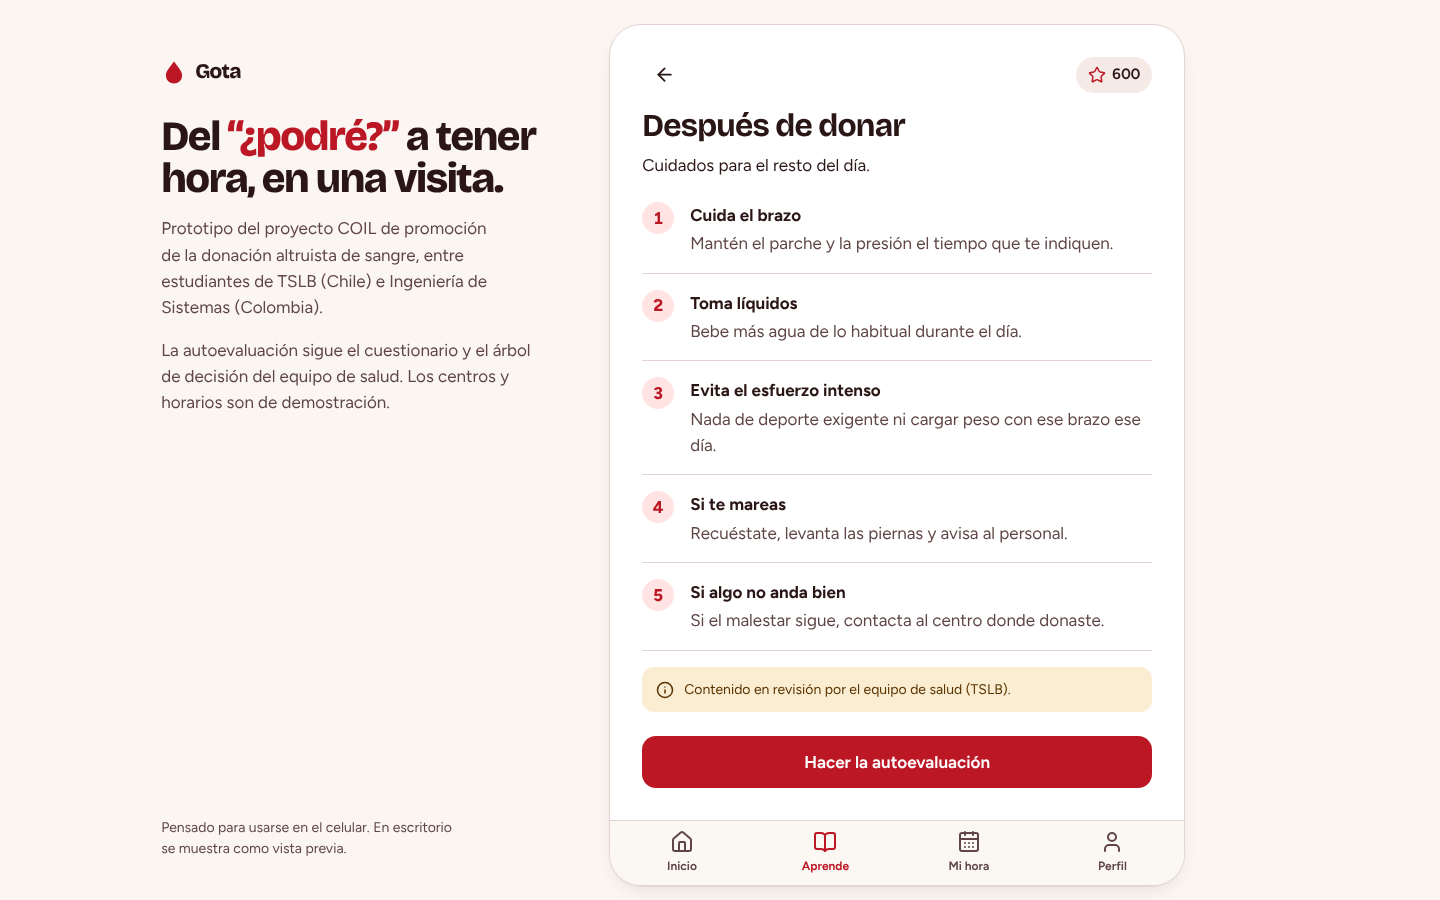 Gota
Del “¿podré?” a tener
hora, en una visita.
Prototipo del proyecto COIL de promoción
de la donación altruista de sangre, entre
estudiantes de TSLB (Chile) e Ingeniería de
Sistemas (Colombia).
La autoevaluación sigue el cuestionario y el árbol
de decisión del equipo de salud. Los centros y
horarios son de demostración.
Pensado para usarse en el celular. En escritorio
se muestra como vista previa.
600
Después de donar
Cuidados para el resto del día.
1
Cuida el brazo
Mantén el parche y la presión el tiempo que te indiquen.
2
Toma líquidos
Bebe más agua de lo habitual durante el día.
3
Evita el esfuerzo intenso
Nada de deporte exigente ni cargar peso con ese brazo ese
día.
4
Si te mareas
Recuéstate, levanta las piernas y avisa al personal.
5
Si algo no anda bien
Si el malestar sigue, contacta al centro donde donaste.
Contenido en revisión por el equipo de salud (TSLB).
Hacer la autoevaluación
Inicio
Aprende
Mi hora
Perfil